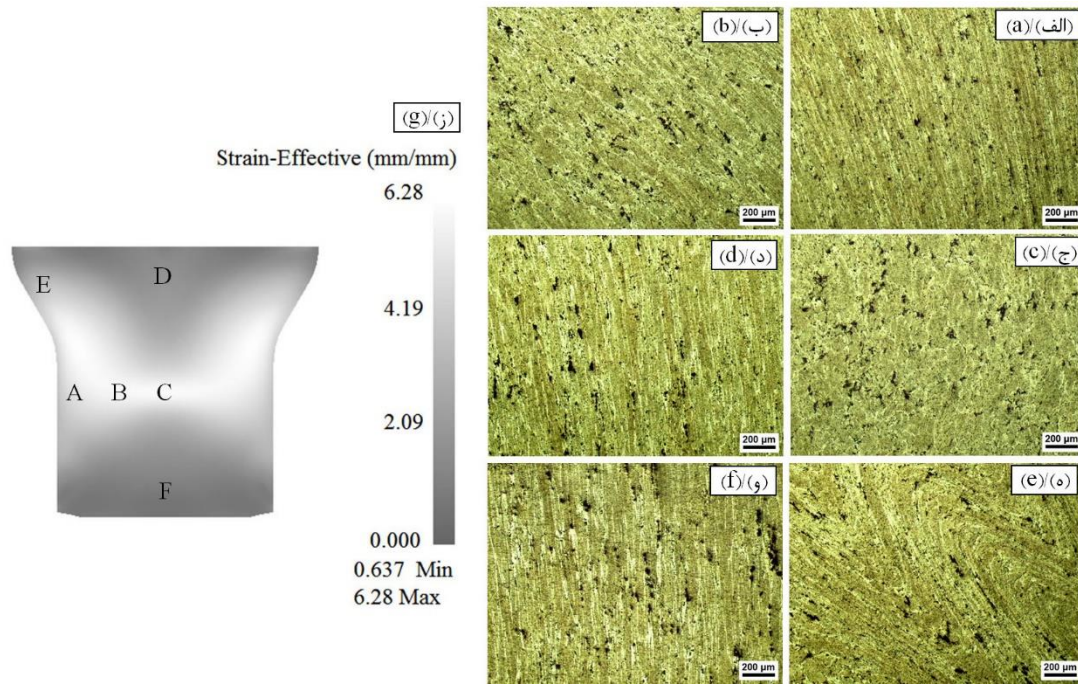 (ز)/(g)
Strain-Effective (mm/mm)
6.28
4.19
2.09
0.000
0.637 Min
6.28 Max
E
D
A
B
C
F
(ب)/(b)
200 µm
(الف)/(a)
200 µm
(د)/(d)
200 µm
(ج)/(c)
200 µm
(و)/(f)
200 µm
(ه)/(e)
200 µm